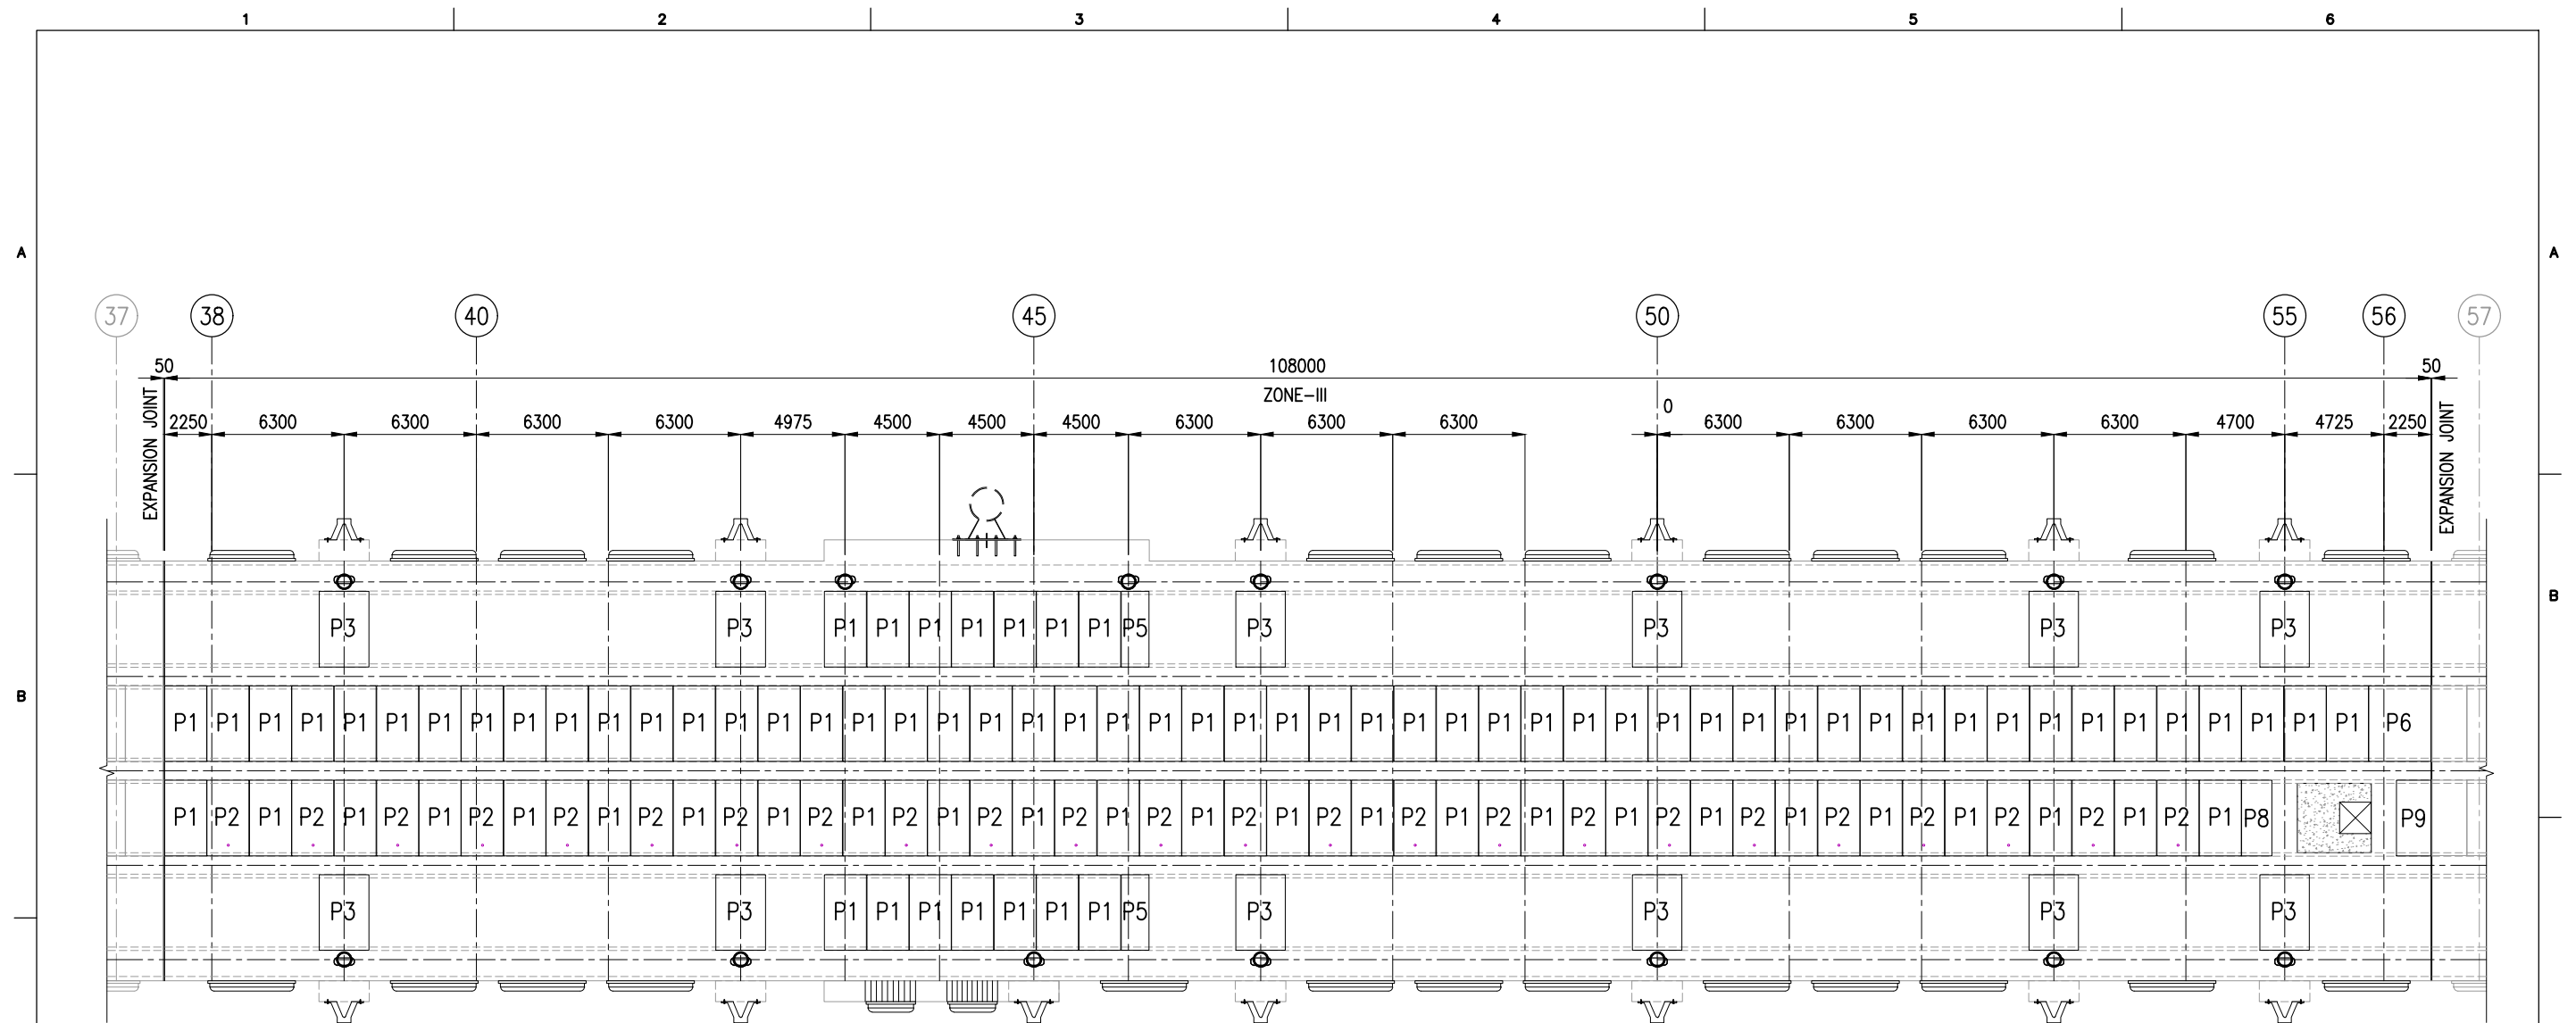 1 2 3 4 5 6
A A
37 38 40 45 50 55 56 57
50 108000 50
ZONE-III
0
2250 6300 6300 6300 6300 4975 4500 4500 4500 6300 6300 6300 6300 6300 6300 6300 4700 4725 2250
EXPANSION JOINT EXPANSION JOINT
B
P3 P3 P1 P1 P1 P1 P1 P1 P1 P5 P3 P3 P3 P3
B
P1 P1 P1 P1 P1 P1 P1 P1 P1 P1 P1 P1 P1 P1 P1 P1 P1 P1 P1 P1 P1 P1 P1 P1 P1 P1 P1 P1 P1 P1 P1 P1 P1 P1 P1 P1 P1 P1 P1 P1 P1 P1 P1 P1 P1 P1 P1 P1 P1 P1 P1 P1 P6
P1 P2 P1 P2 P1 P2 P1 P2 P1 P2 P1 P2 P1 P2 P1 P2 P1 P2 P1 P2 P1 P2 P1 P2 P1 P2 P1 P2 P1 P2 P1 P2 P1 P2 P1 P2 P1 P2 P1 P2 P1 P2 P1 P2 P1 P2 P1 P2 P1 P8 P9
P3 P3 P1 P1 P1 P1 P1 P1 P1 P5 P3 P3 P3 P3